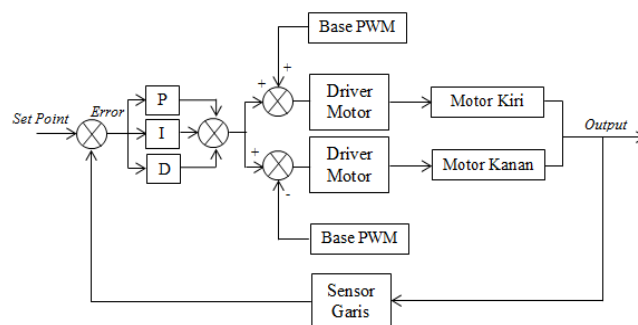 Base PWM
+
+
P
Driver
Motor
Motor Kiri
Set Point
Error
I
Output
D
+
Driver
Motor
Motor Kanan
-
Base PWM
Sensor
Garis